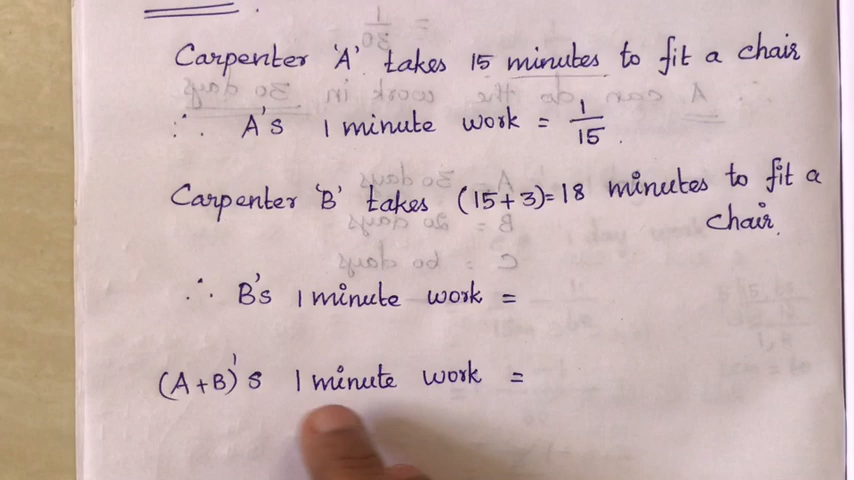 Carpenter 'A' takes 15 minutes to fit a chair
∴ A's 1 minute work = 1/15.
Carpenter 'B' takes (15+3)=18 minutes to fit a
chair.
∴ B's 1 minute work =
(A+B)'s 1 minute work =